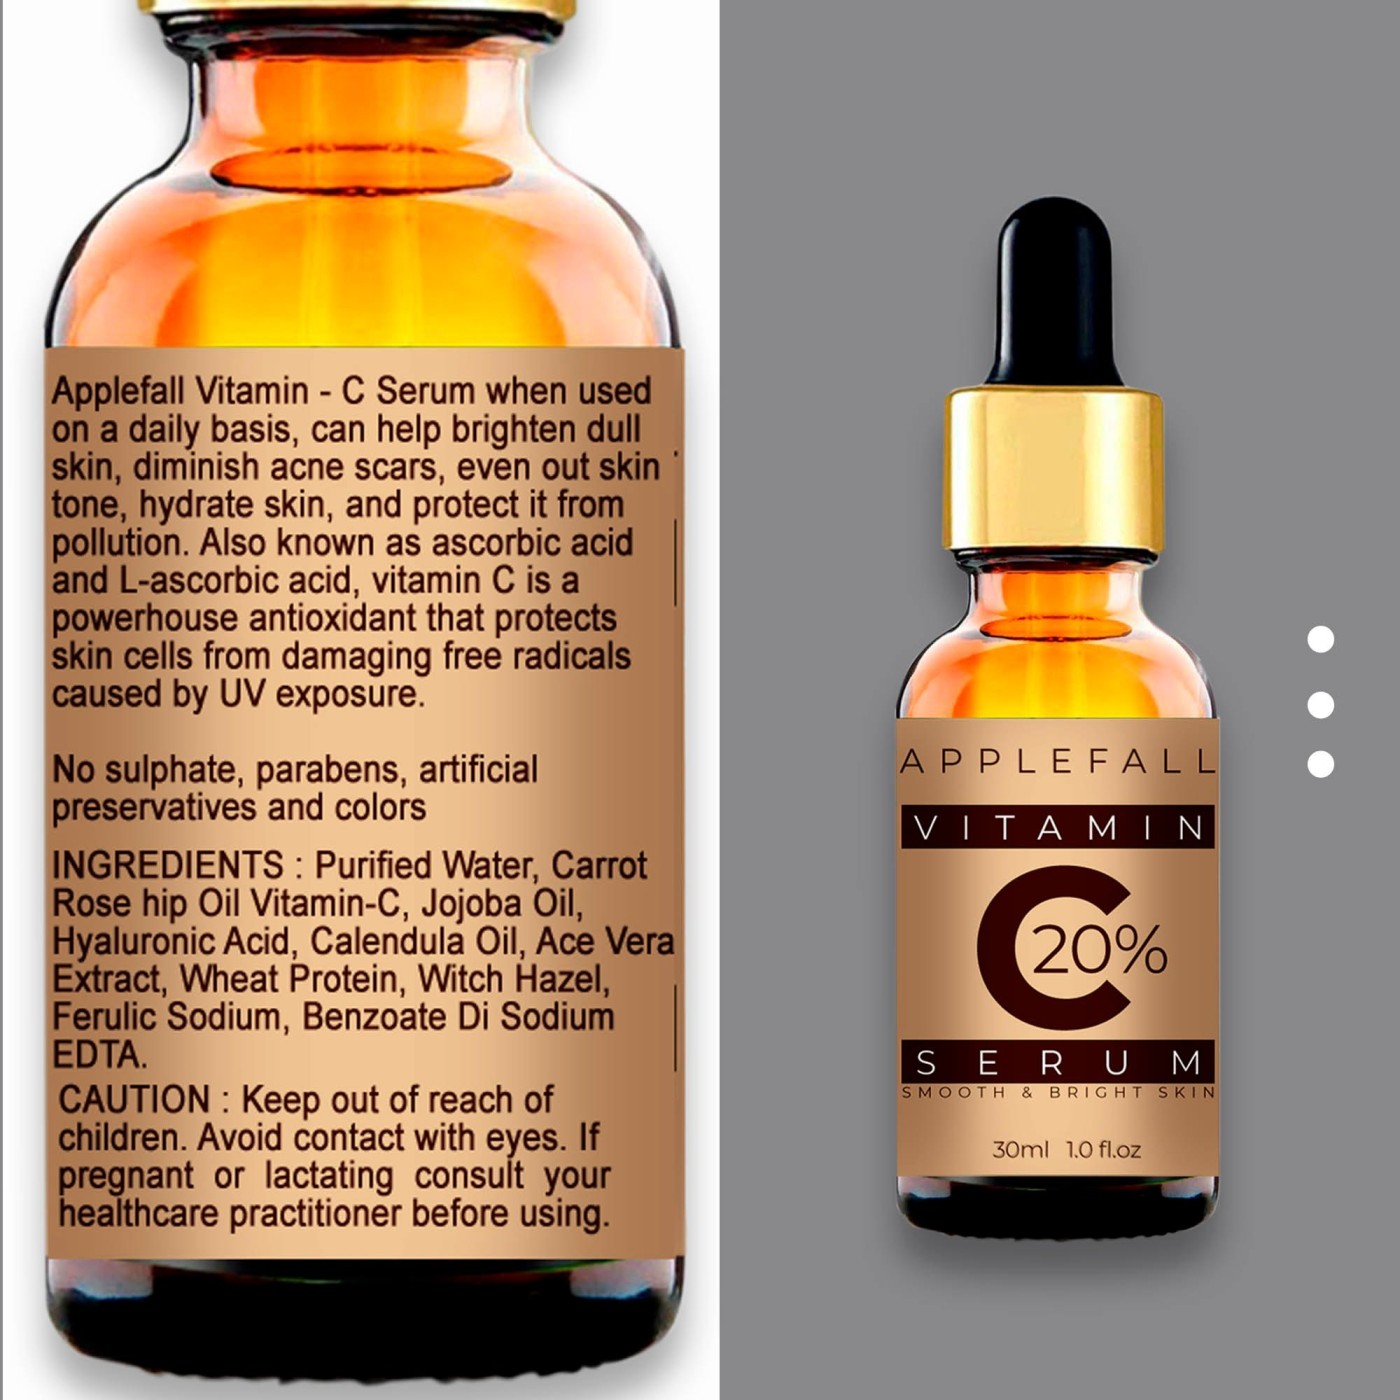 Applefall Vitamin - C Serum when used
on a daily basis, can help brighten dull
skin, diminish acne scars, even out skin
tone, hydrate skin, and protect it from
pollution. Also known as ascorbic acid
and L-ascorbic acid, vitamin C is a
powerhouse antioxidant that protects
skin cells from damaging free radicals
caused by UV exposure.
No sulphate, parabens, artificial
preservatives and colors
INGREDIENTS : Purified Water, Carrot
Rose hip Oil Vitamin-C, Jojoba Oil,
Hyaluronic Acid, Calendula Oil, Ace Vera
Extract, Wheat Protein, Witch Hazel,
Ferulic Sodium, Benzoate Di Sodium
EDTA.
CAUTION : Keep out of reach of
children. Avoid contact with eyes. If
pregnant or lactating consult your
healthcare practitioner before using.
APPLEFALL
VITAMIN
C 20%
SERUM
SMOOTH & BRIGHT SKIN
30ml 1.0 fl.oz